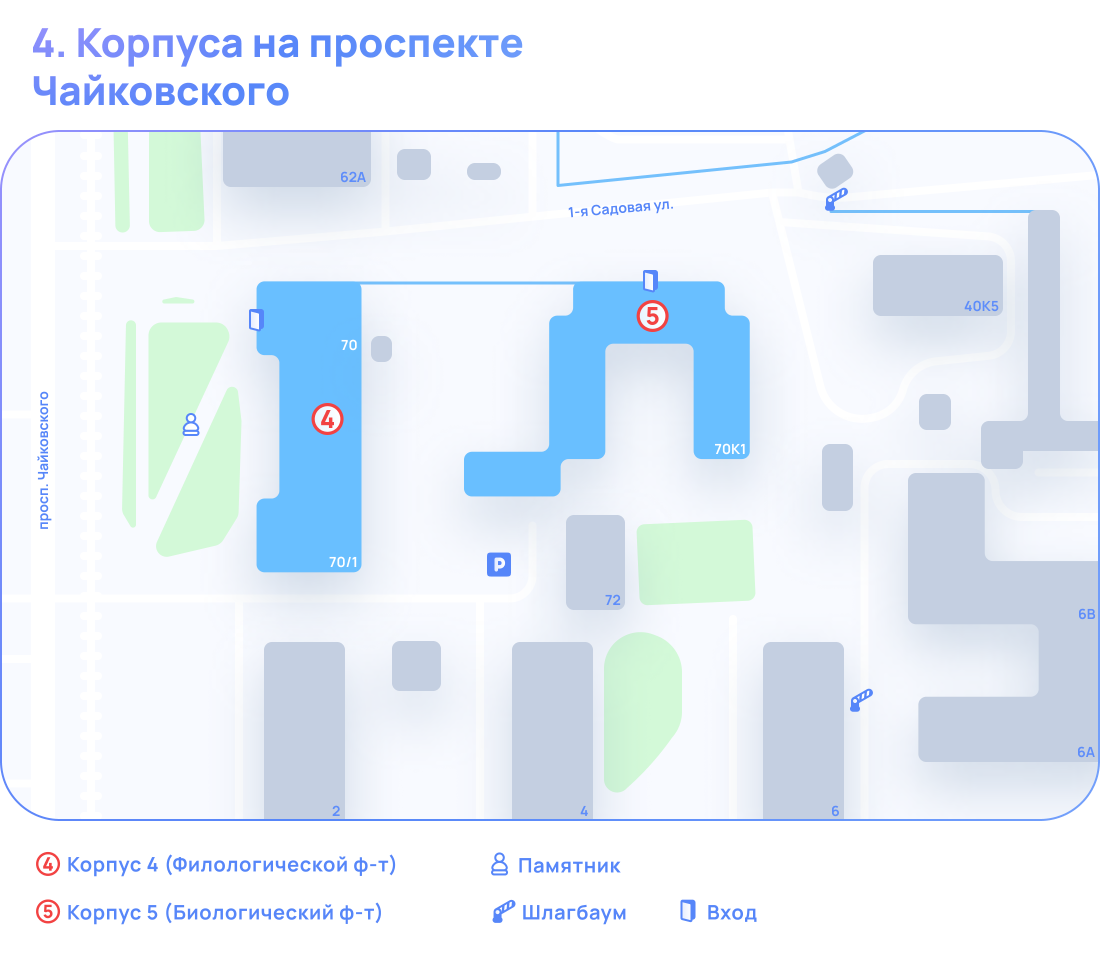 4. Корпуса на проспекте
Чайковского
62А
1-я Садовая ул.
40К5
70
5
4
просп. Чайковского
70К1
70/1
P
72
6В
6А
2
4
6
4 Корпус 4 (Филологической ф-т)
Памятник
5 Корпус 5 (Биологический ф-т)
Шлагбаум
Вход